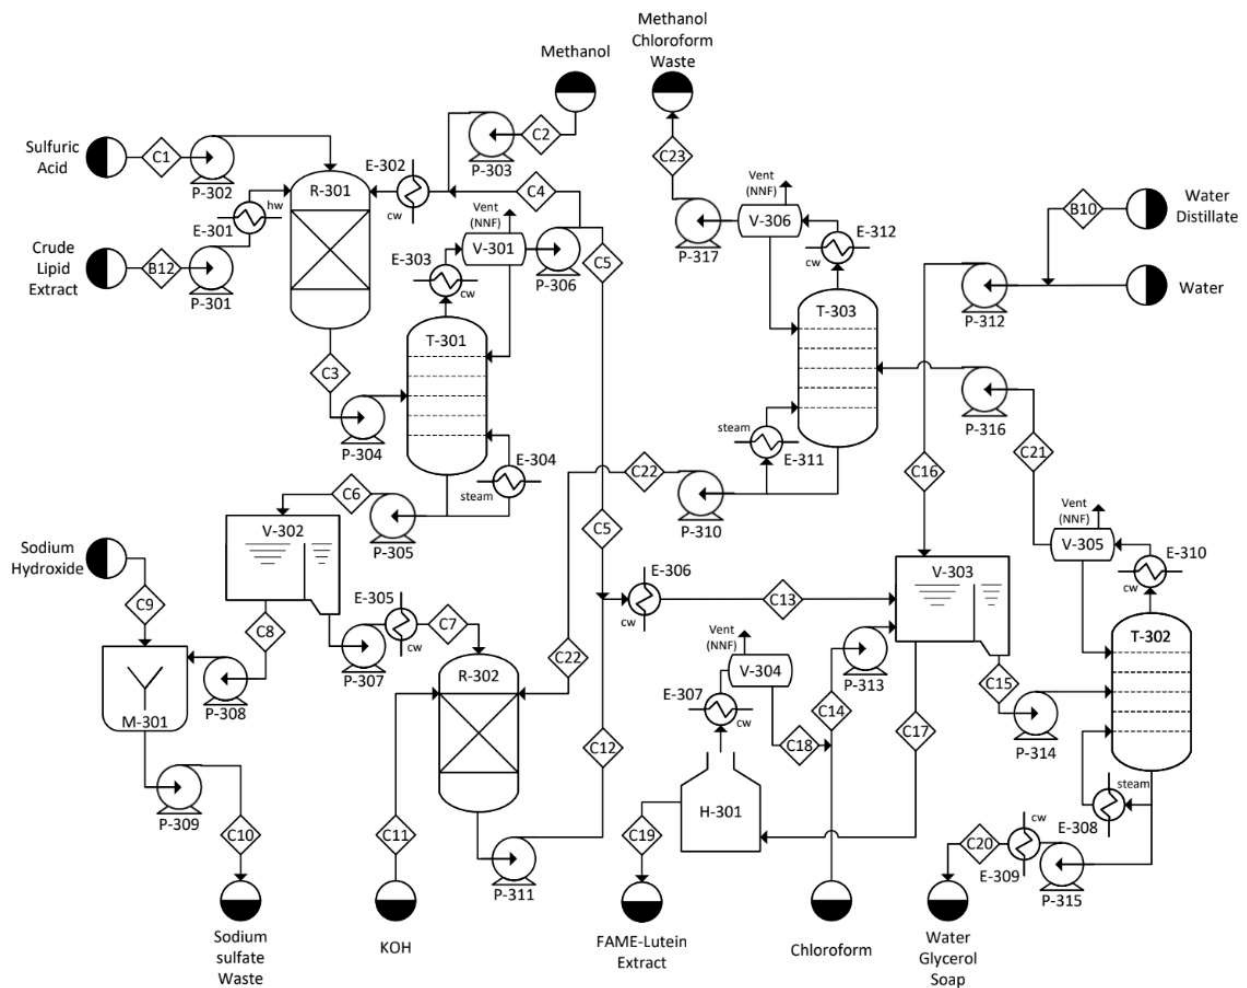 Methanol
Methanol
Chloroform
Waste
Sulfuric
Acid
C1
P-302
C2
P-303
E-302
cw
R-301
hw
E-301
Crude
Lipid
Extract
B12
P-301
C4
Vent
(NNF)
V-301
P-306
C5
E-303
cw
T-301
C3
P-304
E-304
steam
C23
Vent
(NNF)
V-306
P-317
E-312
cw
T-303
B10
Water
Distillate
Water
P-312
P-316
steam
E-311
C16
C21
C22
P-310
C6
P-305
V-302
Sodium
Hydroxide
C9
C8
C5
E-306
cw
C13
V-303
Vent
(NNF)
V-305
E-310
cw
T-302
E-305
cw
C7
P-307
P-308
M-301
R-302
C22
Vent
(NNF)
V-304
E-307
cw
P-313
C14
C15
P-314
C17
C18
C12
P-309
C10
C11
P-311
H-301
C19
steam
E-308
cw
C20
E-309
P-315
Sodium
sulfate
Waste
KOH
FAME-Lutein
Extract
Chloroform
Water
Glycerol
Soap